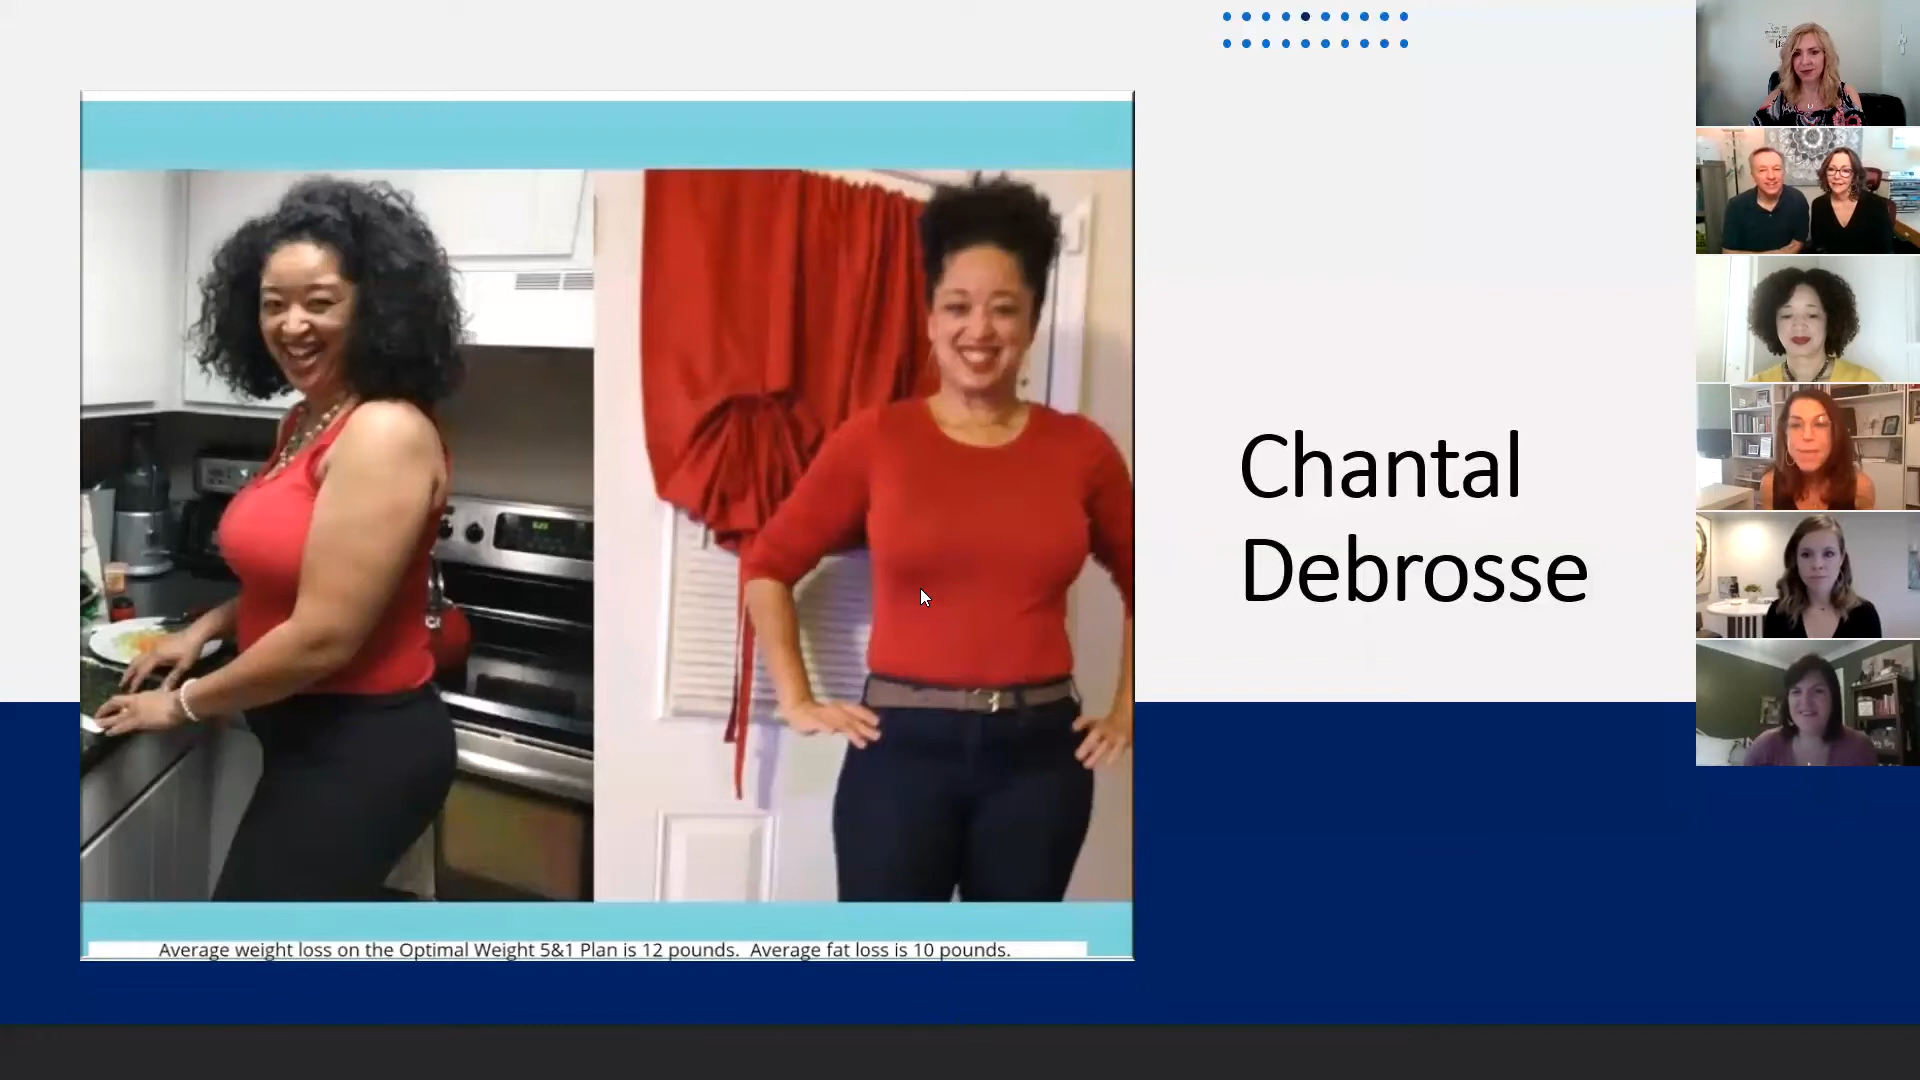 Chantal
Debrosse
Average weight loss on the Optimal Weight 5&1 Plan is 12 pounds.  Average fat loss is 10 pounds.